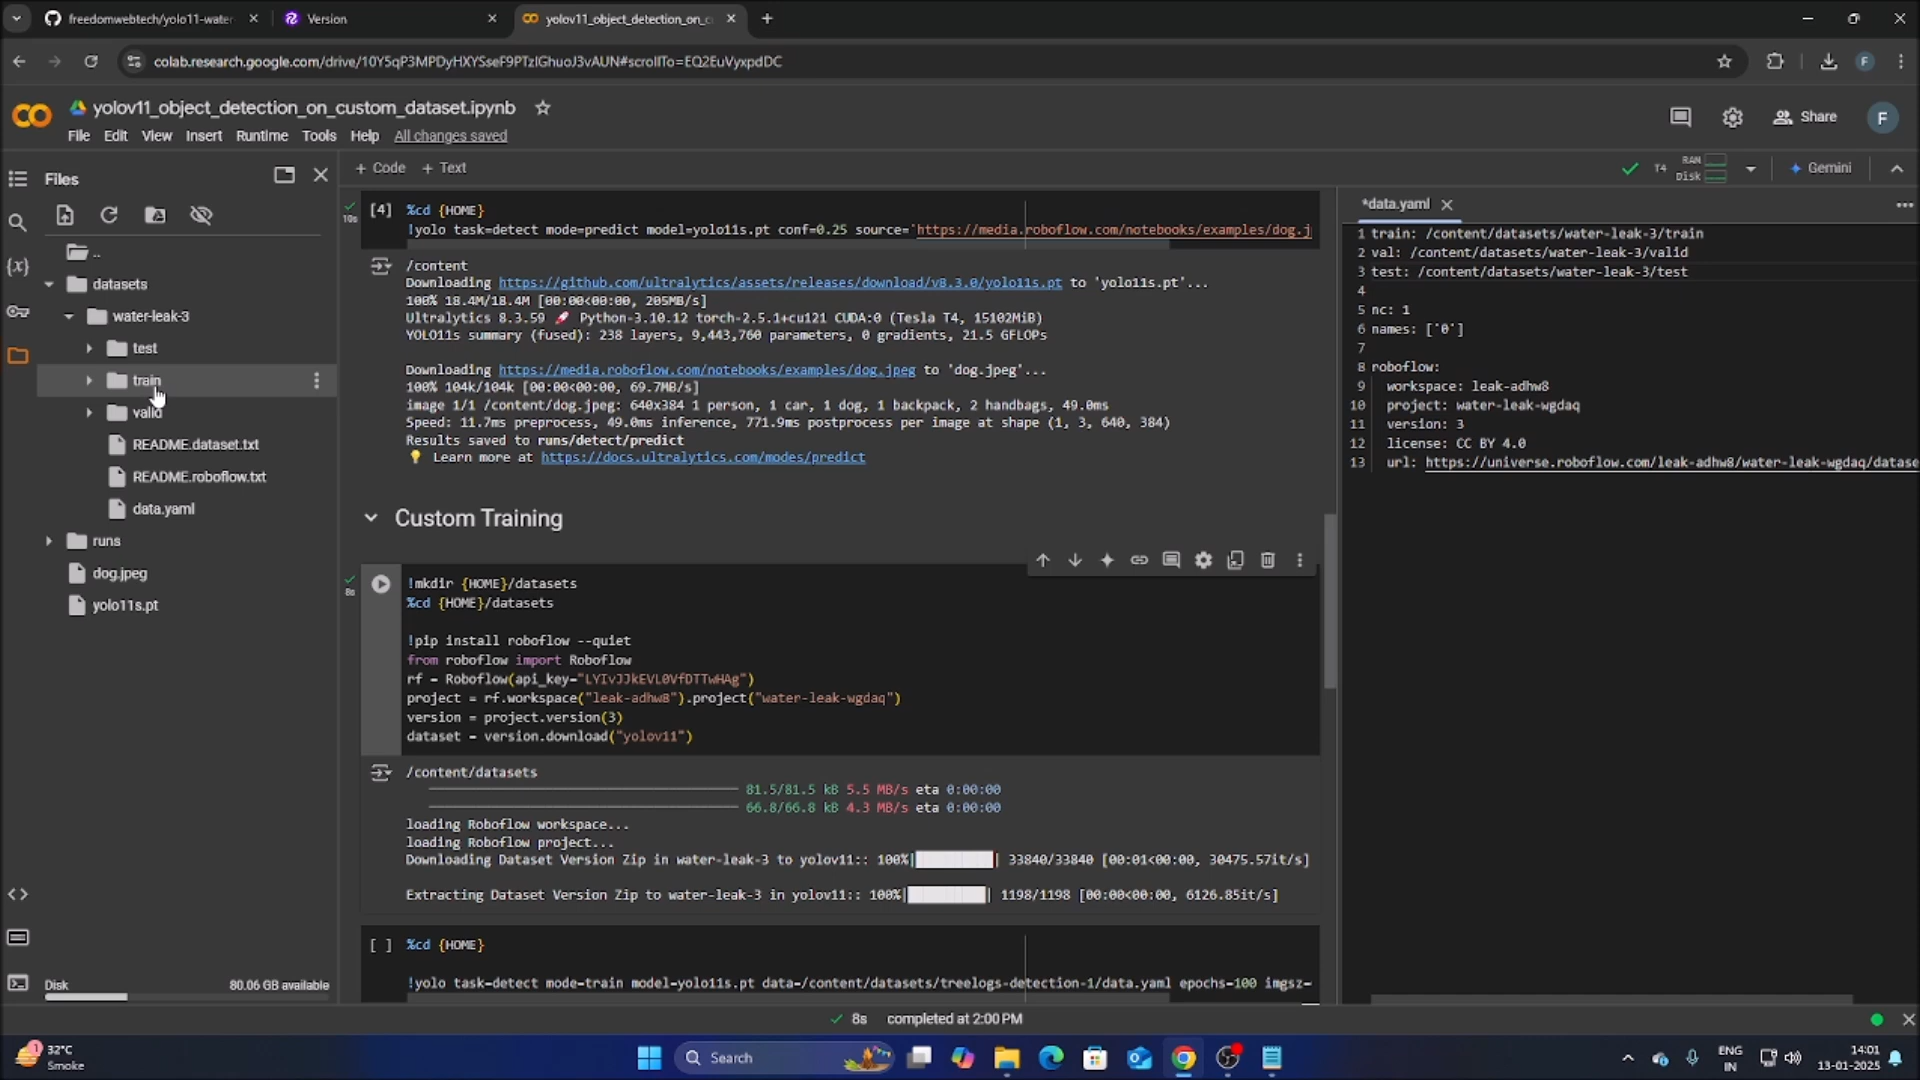 freedomwebtech/yolo11-water
Version
yolov11_object_detection_on_c
colab.research.google.com/drive/10Y5qP3MPDyHXYSseF9PTzIGhuoJ3vAUN#scrollTo=EQ2EuVyxpdDC
F
CO
yolov11_object_detection_on_custom_dataset.ipynb
File Edit View Insert Runtime Tools Help All changes saved
Share
F
Files
+ Code + Text
T4 RAM
Disk
Gemini
..
datasets
water-leak-3
test
train
valid
README.dataset.txt
README.roboflow.txt
data.yaml
runs
dog.jpeg
yolo11s.pt
Disk 80.06 GB available
10s
[4] %cd {HOME}
!yolo task=detect mode=predict model=yolo11s.pt conf=0.25 source='https://media.roboflow.com/notebooks/examples/dog.j
/content
Downloading https://github.com/ultralytics/assets/releases/download/v8.3.0/yolo11s.pt to 'yolo11s.pt'...
100% 18.4M/18.4M [00:00<00:00, 205MB/s]
Ultralytics 8.3.59 🚀 Python-3.10.12 torch-2.5.1+cu121 CUDA:0 (Tesla T4, 15102MiB)
YOLO11s summary (fused): 238 layers, 9,443,760 parameters, 0 gradients, 21.5 GFLOPs
Downloading https://media.roboflow.com/notebooks/examples/dog.jpeg to 'dog.jpeg'...
100% 104k/104k [00:00<00:00, 69.7MB/s]
image 1/1 /content/dog.jpeg: 640x384 1 person, 1 car, 1 dog, 1 backpack, 2 handbags, 49.0ms
Speed: 11.7ms preprocess, 49.0ms inference, 771.9ms postprocess per image at shape (1, 3, 640, 384)
Results saved to runs/detect/predict
💡 Learn more at https://docs.ultralytics.com/modes/predict
Custom Training
8s
!mkdir {HOME}/datasets
%cd {HOME}/datasets
!pip install roboflow --quiet
from roboflow import Roboflow
rf = Roboflow(api_key="LYIvJJkEVL0VfDTTwHAg")
project = rf.workspace("leak-adhw8").project("water-leak-wgdaq")
version = project.version(3)
dataset = version.download("yolov11")
/content/datasets
81.5/81.5 kB 5.5 MB/s eta 0:00:00
66.8/66.8 kB 4.3 MB/s eta 0:00:00
loading Roboflow workspace...
loading Roboflow project...
Downloading Dataset Version Zip in water-leak-3 to yolov11:: 100%| | 33840/33840 [00:01<00:00, 30475.57it/s]
Extracting Dataset Version Zip to water-leak-3 in yolov11:: 100%| | 1198/1198 [00:00<00:00, 6126.85it/s]
[ ] %cd {HOME}
!yolo task=detect mode=train model=yolo11s.pt data=/content/datasets/treelogs-detection-1/data.yaml epochs=100 imgsz=
*data.yaml
1 train: /content/datasets/water-leak-3/train
2 val: /content/datasets/water-leak-3/valid
3 test: /content/datasets/water-leak-3/test
4
5 nc: 1
6 names: ['0']
7
8 roboflow:
9 workspace: leak-adhw8
10 project: water-leak-wgdaq
11 version: 3
12 license: CC BY 4.0
13 url: https://universe.roboflow.com/leak-adhw8/water-leak-wgdaq/datase
8s completed at 2:00 PM
1
32°C
Smoke
Search
ENG
IN
14:01
13-01-2025